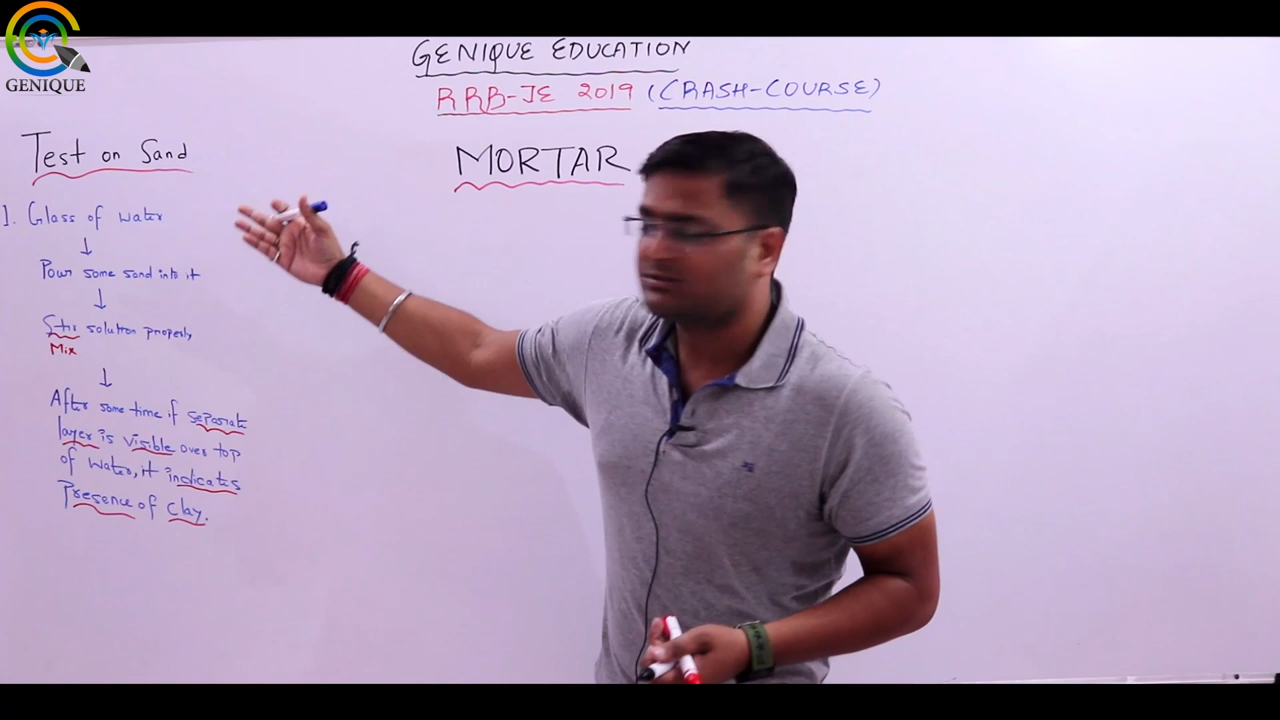 GENIQUE
GENIQUE EDUCATION
RRB-JE 2019 (CRASH-COURSE)
MORTAR
Test on Sand
1. Glass of water
↓
Pour some sand into it
↓
Stir solution properly
Mix
↓
After some time if separate
layer is visible over top
of water, it indicates
Presence of clay.